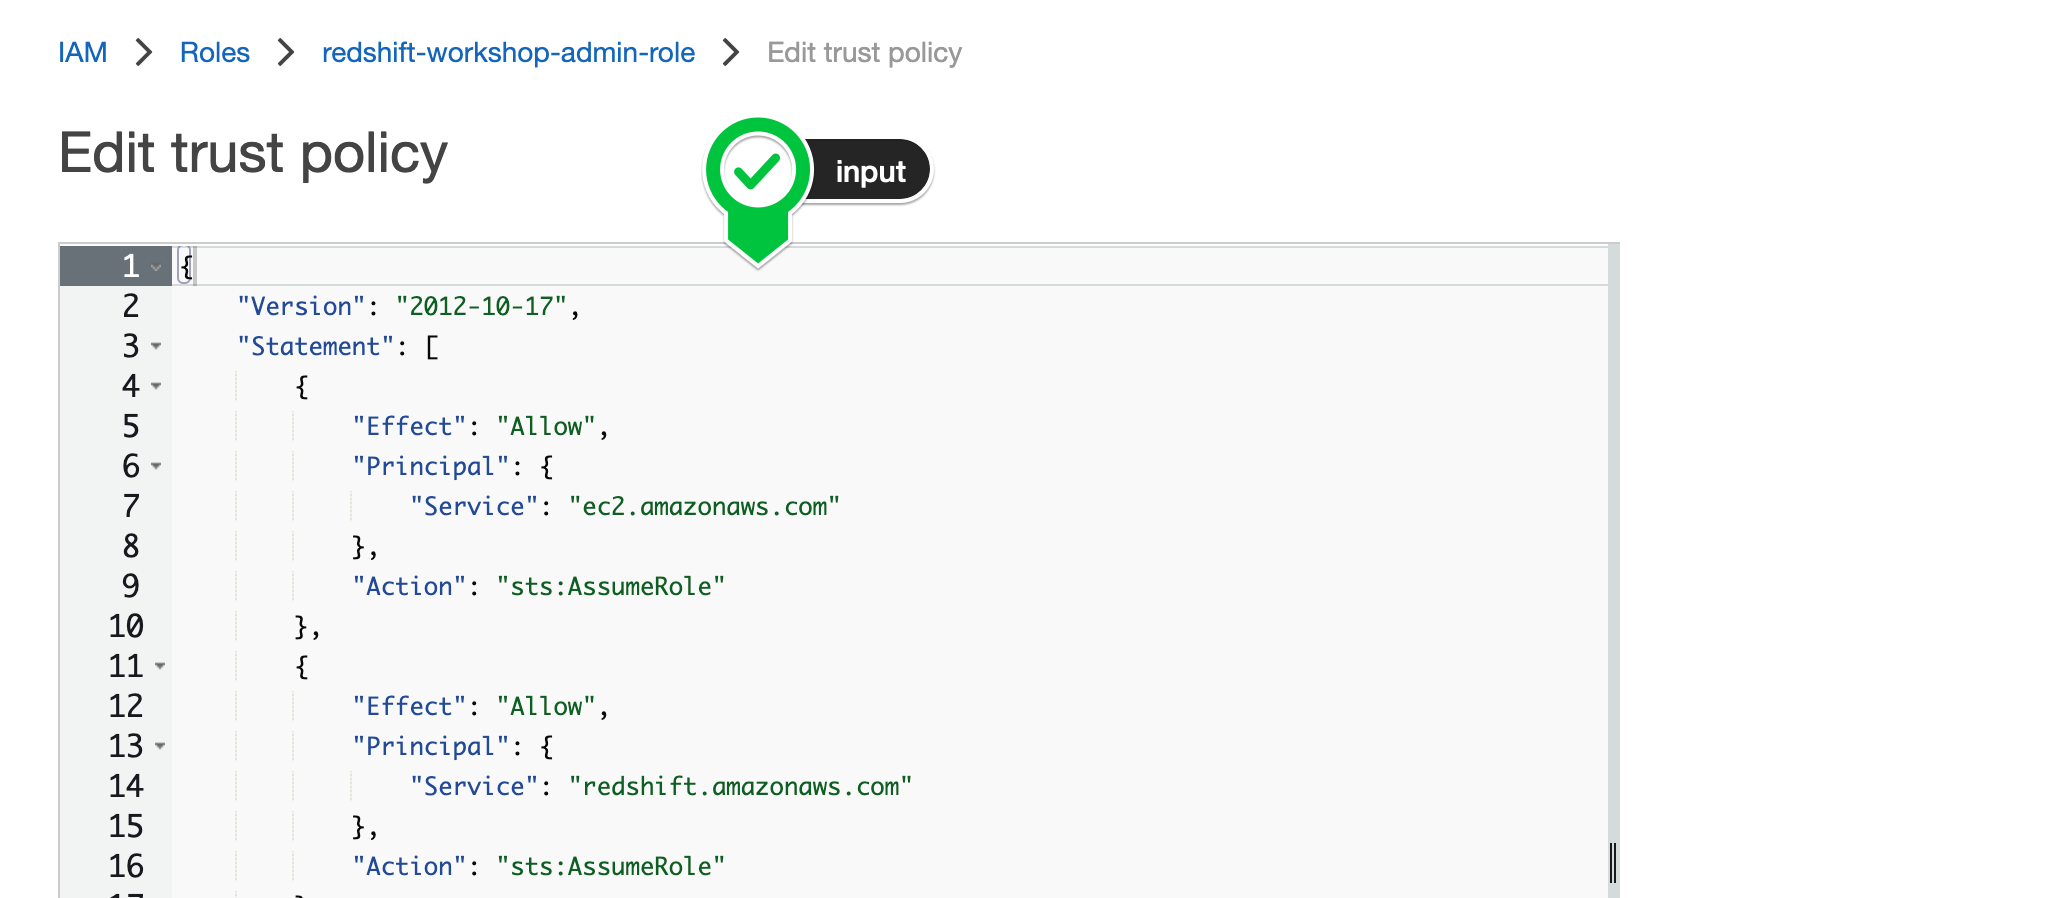 IAM > Roles > redshift-workshop-admin-role > Edit trust policy
Edit trust policy
input
1 {
2 "Version": "2012-10-17",
3 "Statement": [
4 {
5 "Effect": "Allow",
6 "Principal": {
7 "Service": "ec2.amazonaws.com"
8 },
9 "Action": "sts:AssumeRole"
10 },
11 {
12 "Effect": "Allow",
13 "Principal": {
14 "Service": "redshift.amazonaws.com"
15 },
16 "Action": "sts:AssumeRole"